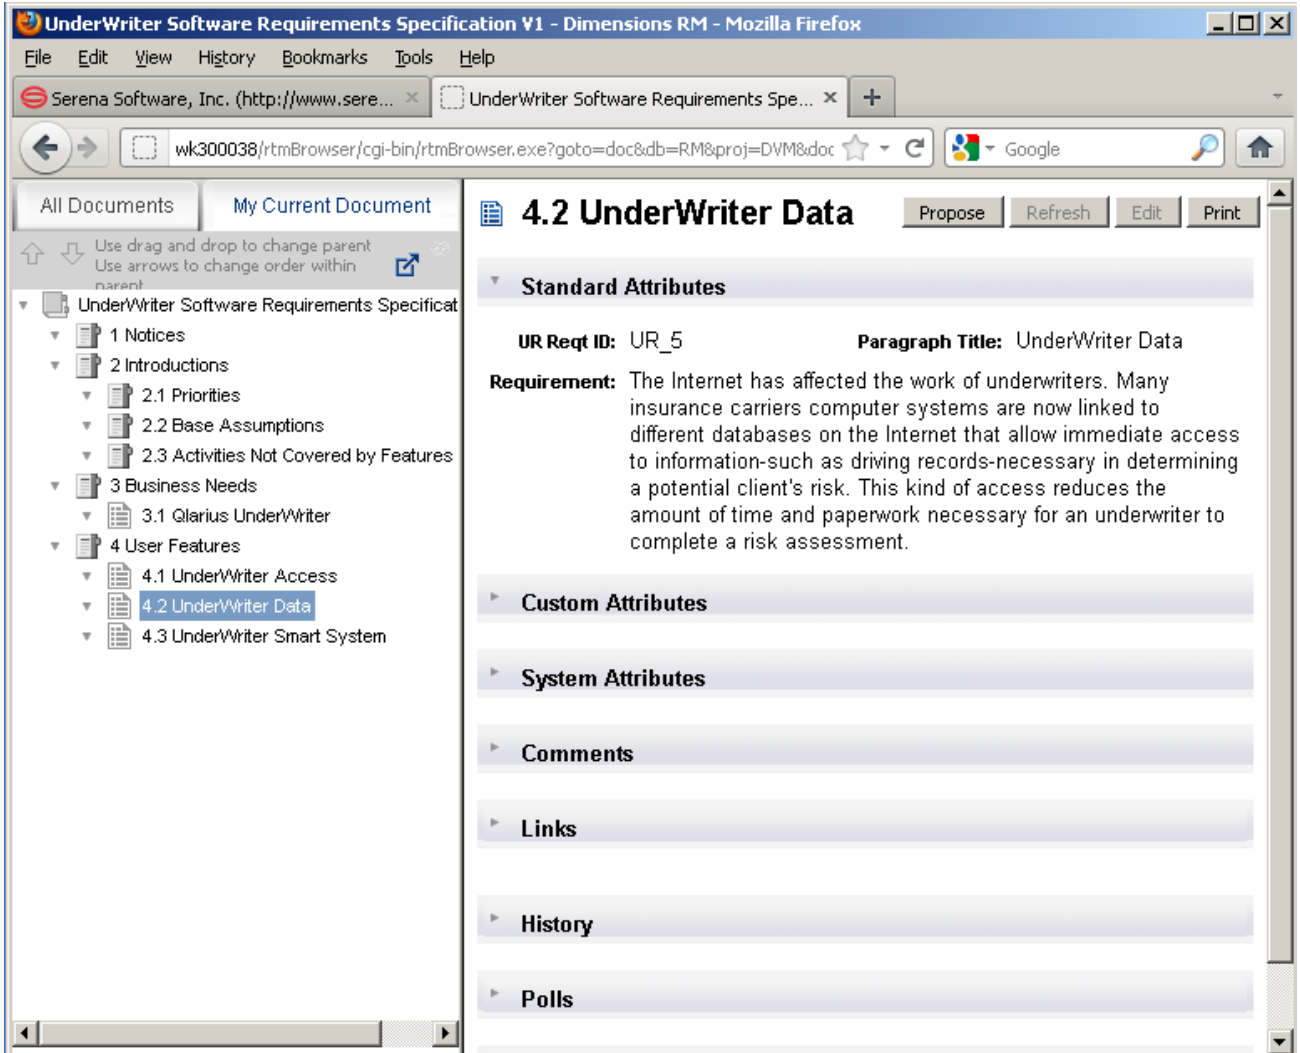 UnderWriter Software Requirements Specification V1 - Dimensions RM - Mozilla Firefox
File Edit View History Bookmarks Tools Help
Serena Software, Inc. (http://www.sere... UnderWriter Software Requirements Spe...
wk300038/rtmBrowser/cgi-bin/rtmBrowser.exe?goto=doc&db=RM&proj=DVM&doc Google
All Documents My Current Document
Use drag and drop to change parent
Use arrows to change order within
parent
UnderWriter Software Requirements Specificat
1 Notices
2 Introductions
2.1 Priorities
2.2 Base Assumptions
2.3 Activities Not Covered by Features
3 Business Needs
3.1 Qlarius UnderWriter
4 User Features
4.1 UnderWriter Access
4.2 UnderWriter Data
4.3 UnderWriter Smart System
4.2 UnderWriter Data Propose Refresh Edit Print
Standard Attributes
UR Reqt ID: UR_5 Paragraph Title: UnderWriter Data
Requirement: The Internet has affected the work of underwriters. Many
insurance carriers computer systems are now linked to
different databases on the Internet that allow immediate access
to information-such as driving records-necessary in determining
a potential client's risk. This kind of access reduces the
amount of time and paperwork necessary for an underwriter to
complete a risk assessment.
Custom Attributes
System Attributes
Comments
Links
History
Polls